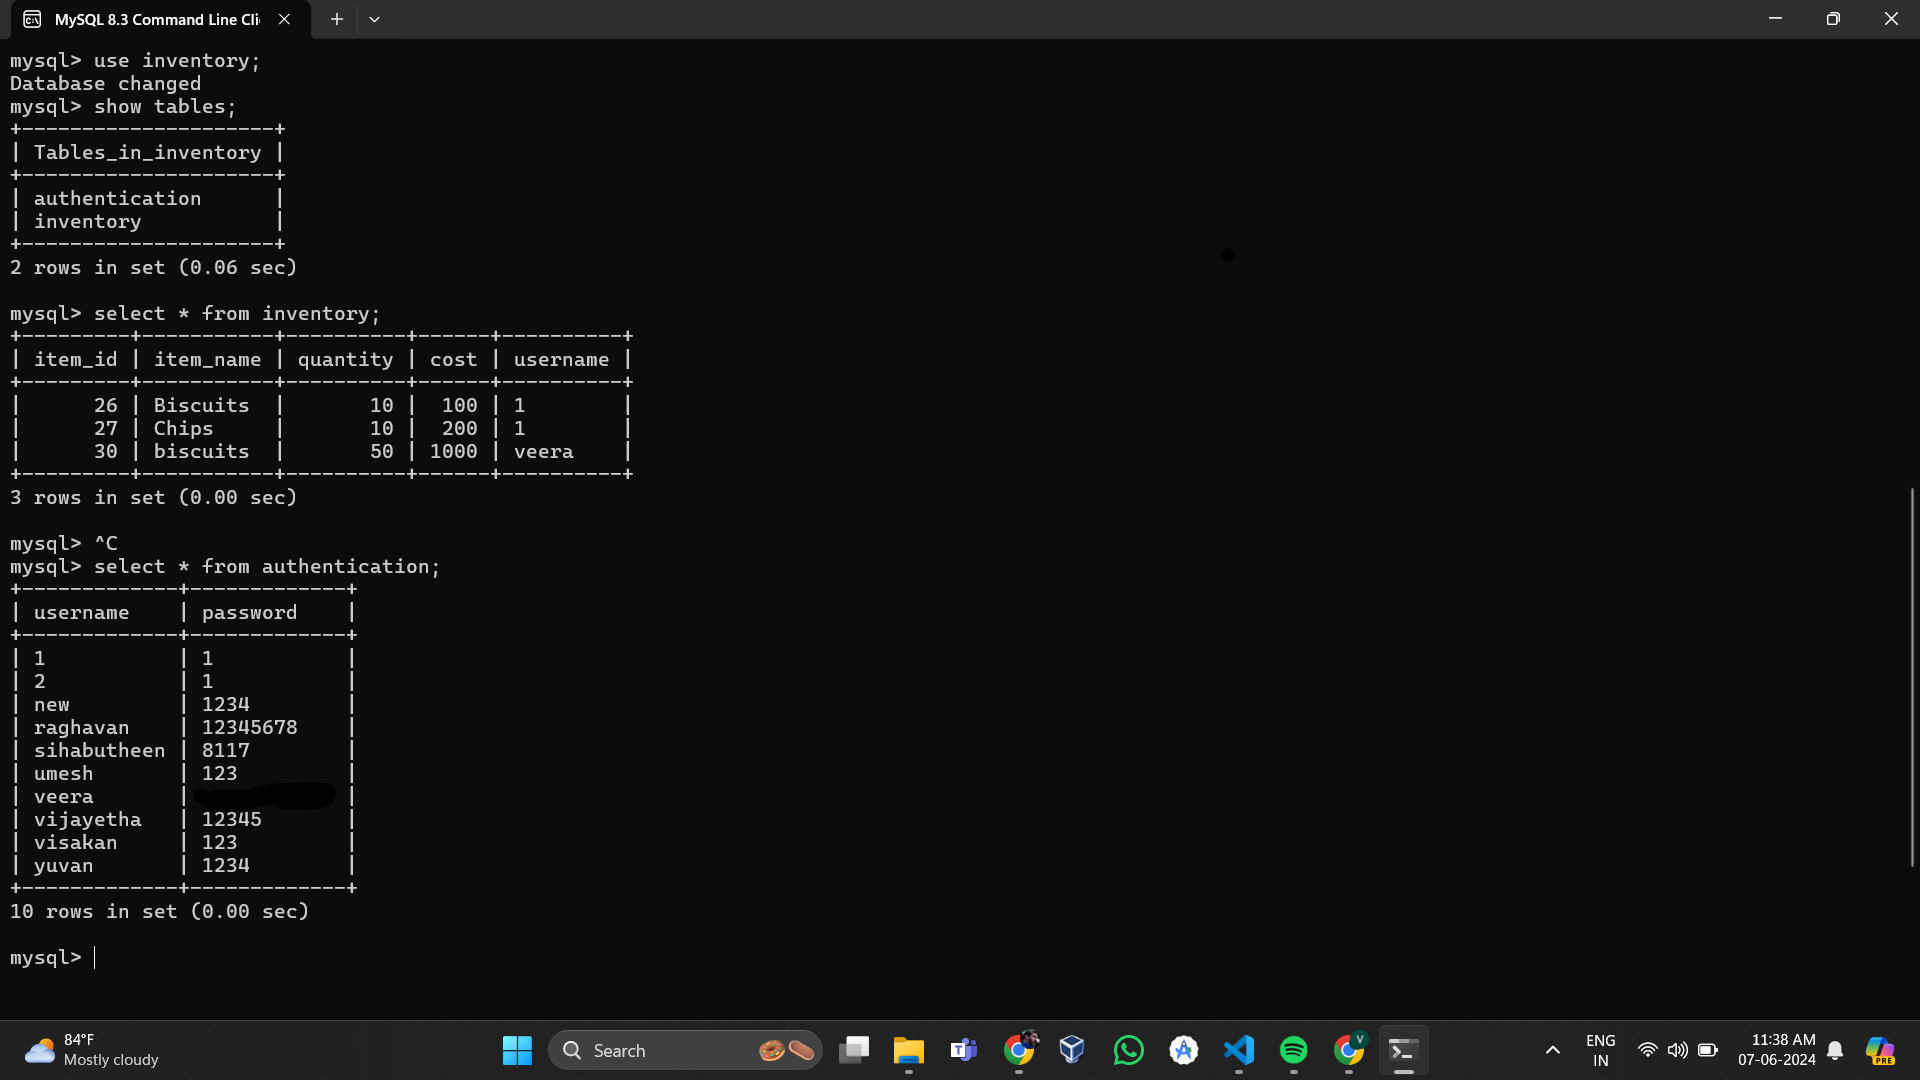 MySQL 8.3 Command Line Cli
mysql> use inventory;
Database changed
mysql> show tables;
+---------------------+
| Tables_in_inventory |
+---------------------+
| authentication      |
| inventory           |
+---------------------+
2 rows in set (0.06 sec)
mysql> select * from inventory;
+---------+-----------+----------+------+----------+
| item_id | item_name | quantity | cost | username |
+---------+-----------+----------+------+----------+
|      26 | Biscuits  |       10 |  100 | 1        |
|      27 | Chips     |       10 |  200 | 1        |
|      30 | biscuits  |       50 | 1000 | veera    |
+---------+-----------+----------+------+----------+
3 rows in set (0.00 sec)
mysql> ^C
mysql> select * from authentication;
+-------------+-------------+
| username    | password    |
+-------------+-------------+
| 1           | 1           |
| 2           | 1           |
| new         | 1234        |
| raghavan    | 12345678    |
| sihabutheen | 8117        |
| umesh       | 123         |
| veera       |             |
| vijayetha   | 12345       |
| visakan     | 123         |
| yuvan       | 1234        |
+-------------+-------------+
10 rows in set (0.00 sec)
mysql>
84°F
Mostly cloudy
Search
ENG
IN
11:38 AM
07-06-2024
PRE